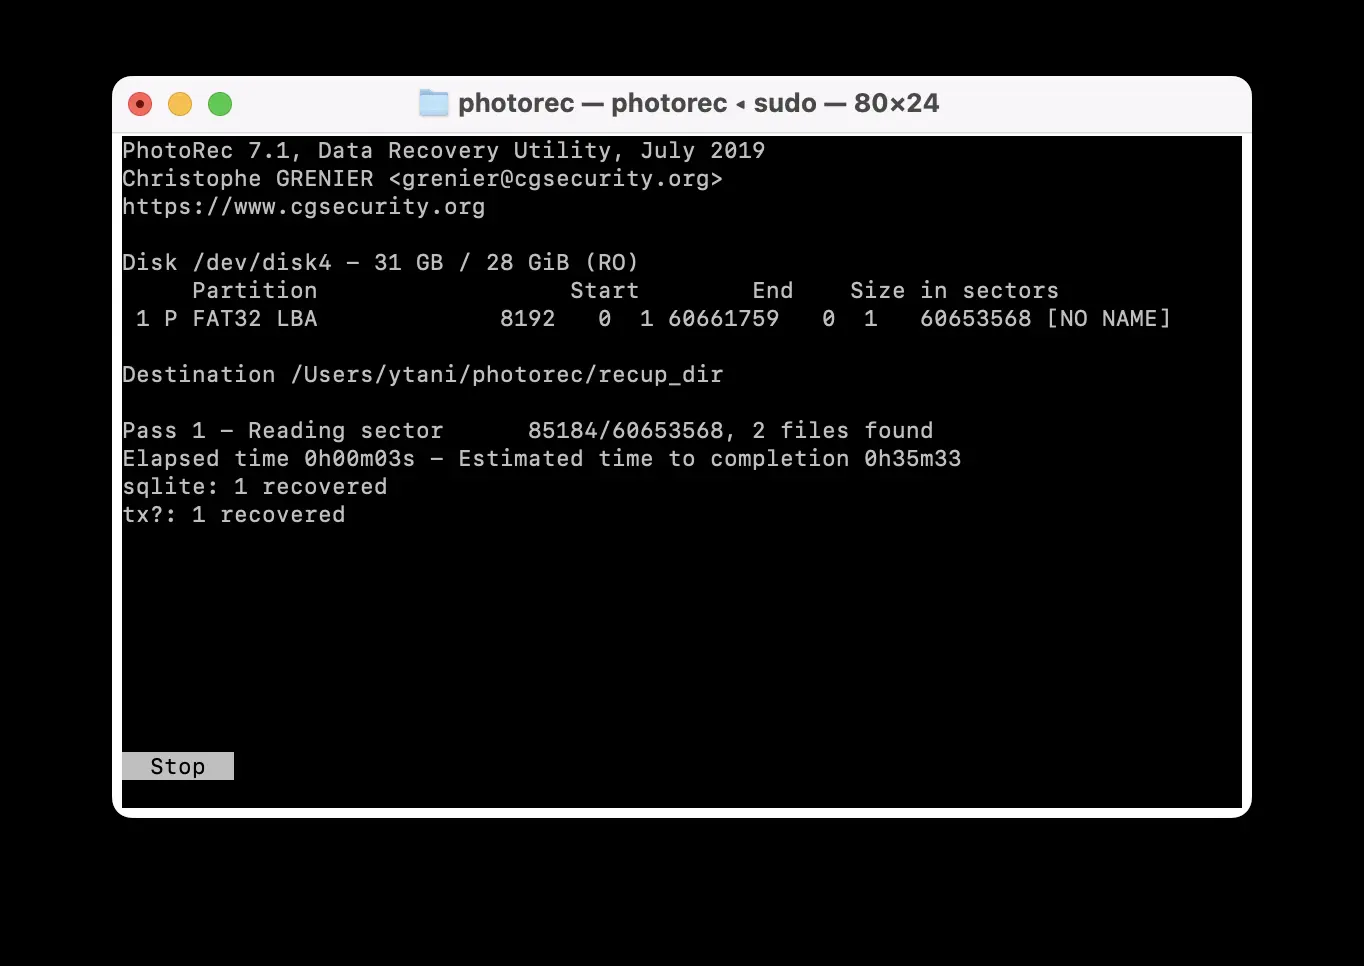 photorec — photorec ◂ sudo — 80×24
PhotoRec 7.1, Data Recovery Utility, July 2019
Christophe GRENIER <grenier@cgsecurity.org>
https://www.cgsecurity.org
Disk /dev/disk4 - 31 GB / 28 GiB (RO)
     Partition                  Start        End    Size in sectors
 1 P FAT32 LBA             8192   0  1 60661759   0  1   60653568 [NO NAME]
Destination /Users/ytani/photorec/recup_dir
Pass 1 - Reading sector      85184/60653568, 2 files found
Elapsed time 0h00m03s - Estimated time to completion 0h35m33
sqlite: 1 recovered
tx?: 1 recovered
Stop